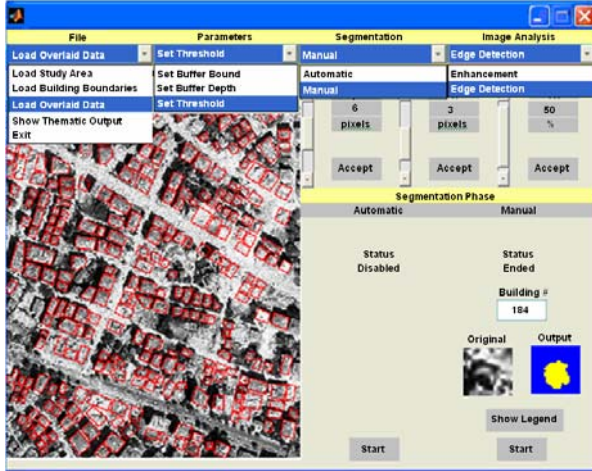 File
Parameters
Segmentation
Image Analysis
Load Overlaid Data
Set Threshold
Manual
Edge Detection
Load Study Area
Load Building Boundaries
Load Overlaid Data
Show Thematic Output
Exit
Set Buffer Bound
Set Buffer Depth
Set Threshold
Automatic
Manual
Enhancement
Edge Detection
6
3
50
pixels
pixels
%
Accept
Accept
Accept
Segmentation Phase
Automatic
Manual
Status
Status
Disabled
Ended
Building #
184
Original
Output
Show Legend
Start
Start